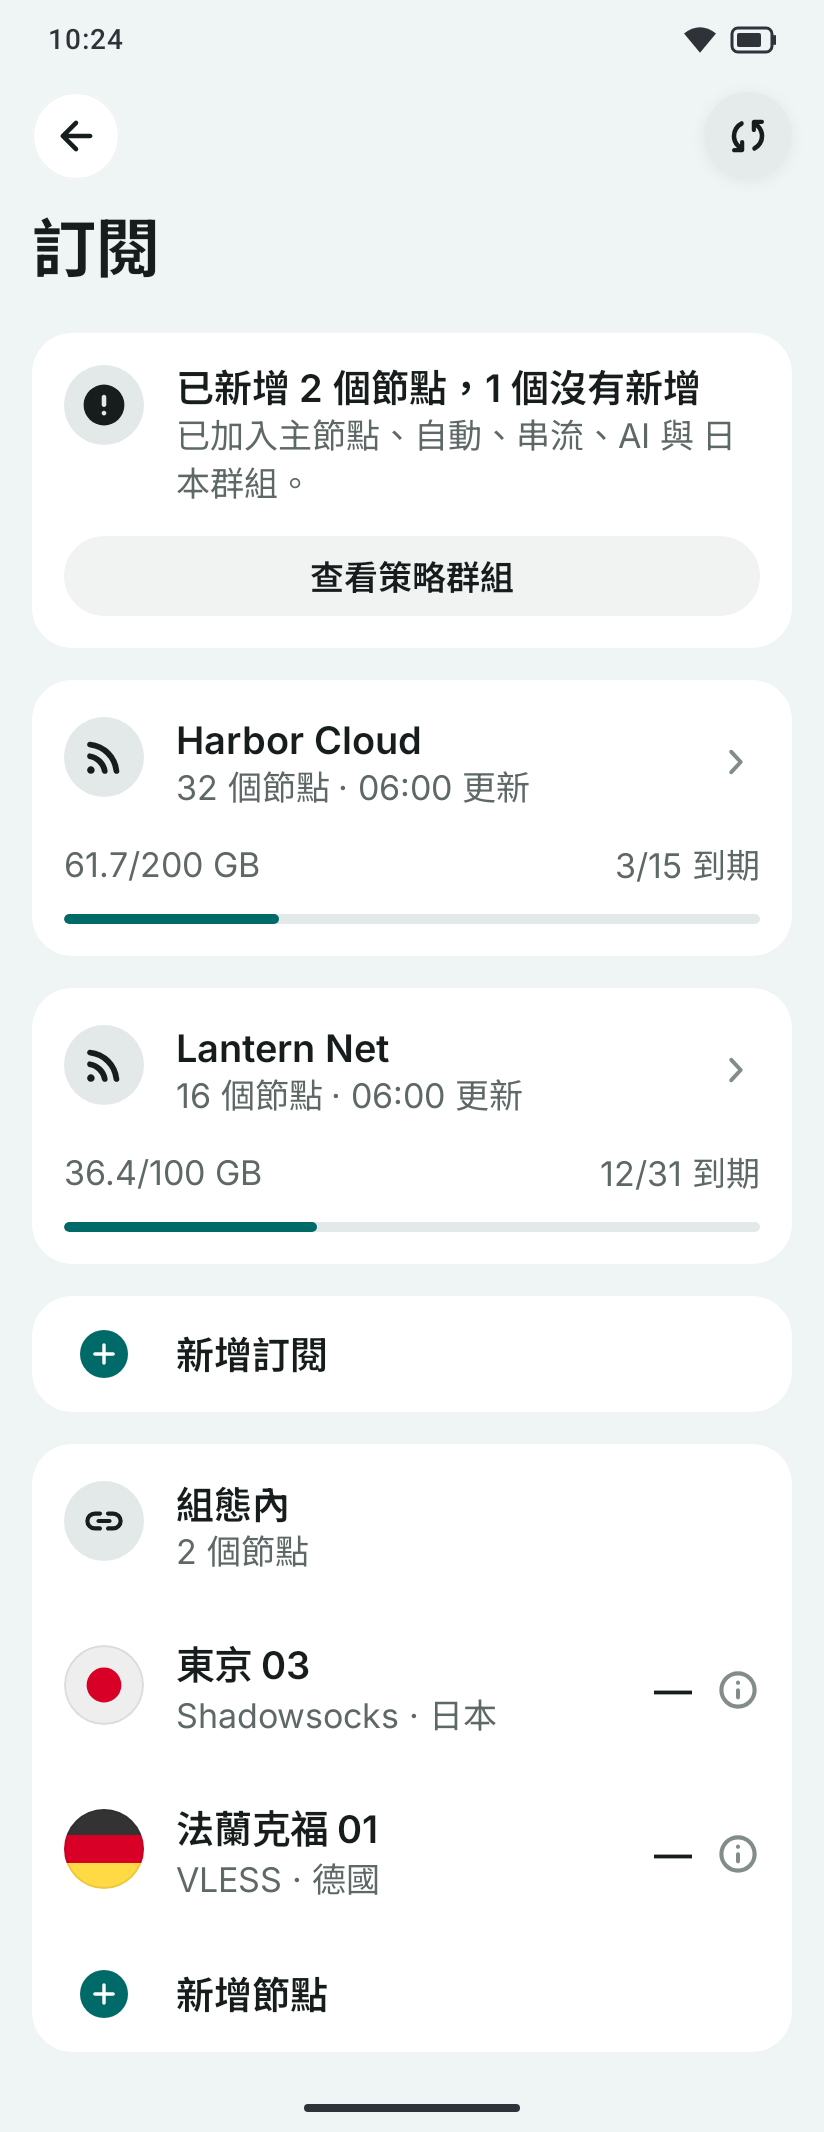 10:24
訂閱
已新增 2 個節點，1 個沒有新增
已加入主節點、自動、串流、AI 與 日
本群組。
查看策略群組
Harbor Cloud
32 個節點 · 06:00 更新
61.7/200 GB
3/15 到期
Lantern Net
16 個節點 · 06:00 更新
36.4/100 GB
12/31 到期
新增訂閱
組態內
2 個節點
東京 03
Shadowsocks · 日本
—
法蘭克福 01
VLESS · 德國
—
新增節點